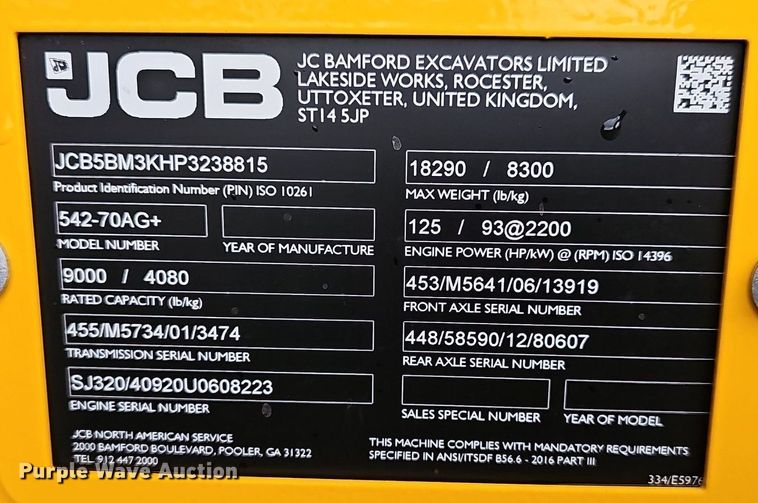 JCB
JC BAMFORD EXCAVATORS LIMITED
LAKESIDE WORKS, ROCESTER,
UTTOXETER, UNITED KINGDOM,
ST14 5JP
JCB5BM3KHP3238815
Product Identification Number (PIN) ISO 10261
542-70AG+
MODEL NUMBER
YEAR OF MANUFACTURE
9000 / 4080
RATED CAPACITY (lb/kg)
455/M5734/01/3474
TRANSMISSION SERIAL NUMBER
SJ320/40920U0608223
ENGINE SERIAL NUMBER
18290 / 8300
MAX WEIGHT (lb/kg)
125 / 93@2200
ENGINE POWER (HP/kW) @ (RPM) ISO 14396
453/M5641/06/13919
FRONT AXLE SERIAL NUMBER
448/58590/12/80607
REAR AXLE SERIAL NUMBER
SALES SPECIAL NUMBER
YEAR OF MODEL
JCB NORTH AMERICAN SERVICE
2000 BAMFORD BOULEVARD, POOLER, GA 31322
TEL 912 447 2000
THIS MACHINE COMPLIES WITH MANDATORY REQUIREMENTS
SPECIFIED IN ANSI/ITSDF B56.6 - 2016 PART III
334/E5976
Purple Wave Auction